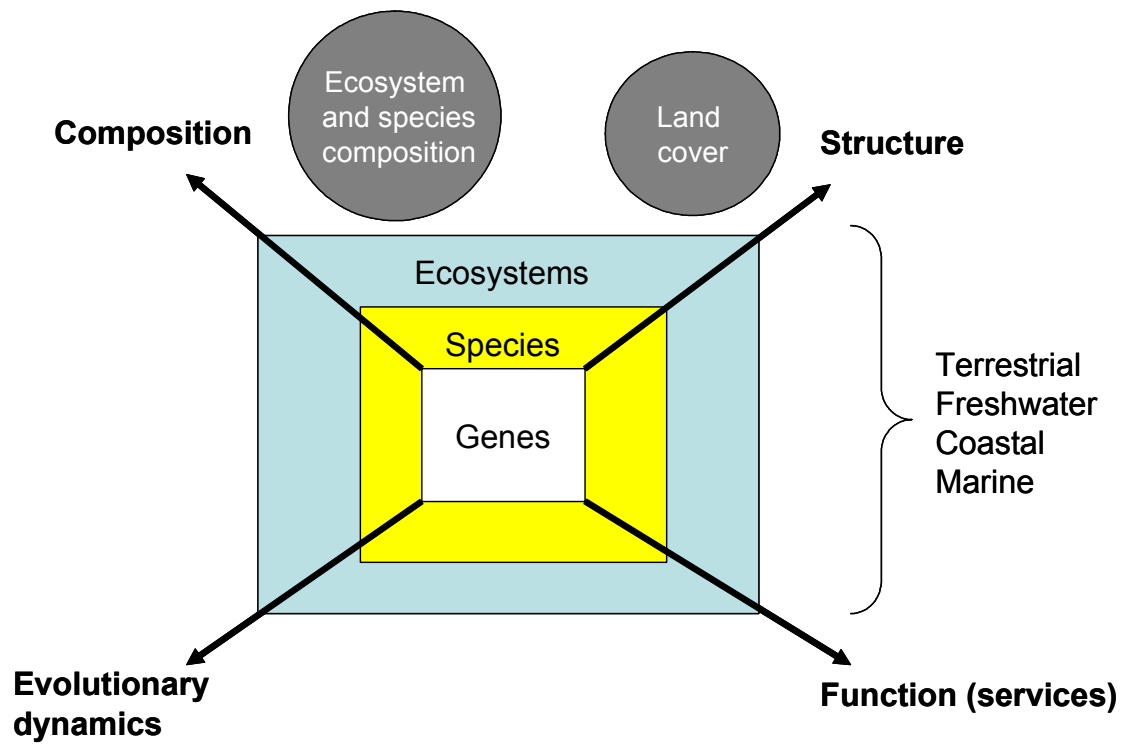 Ecosystem
and species
composition
Land
cover
Composition
Structure
Ecosystems
Species
Genes
Terrestrial
Freshwater
Coastal
Marine
Evolutionary
dynamics
Function (services)